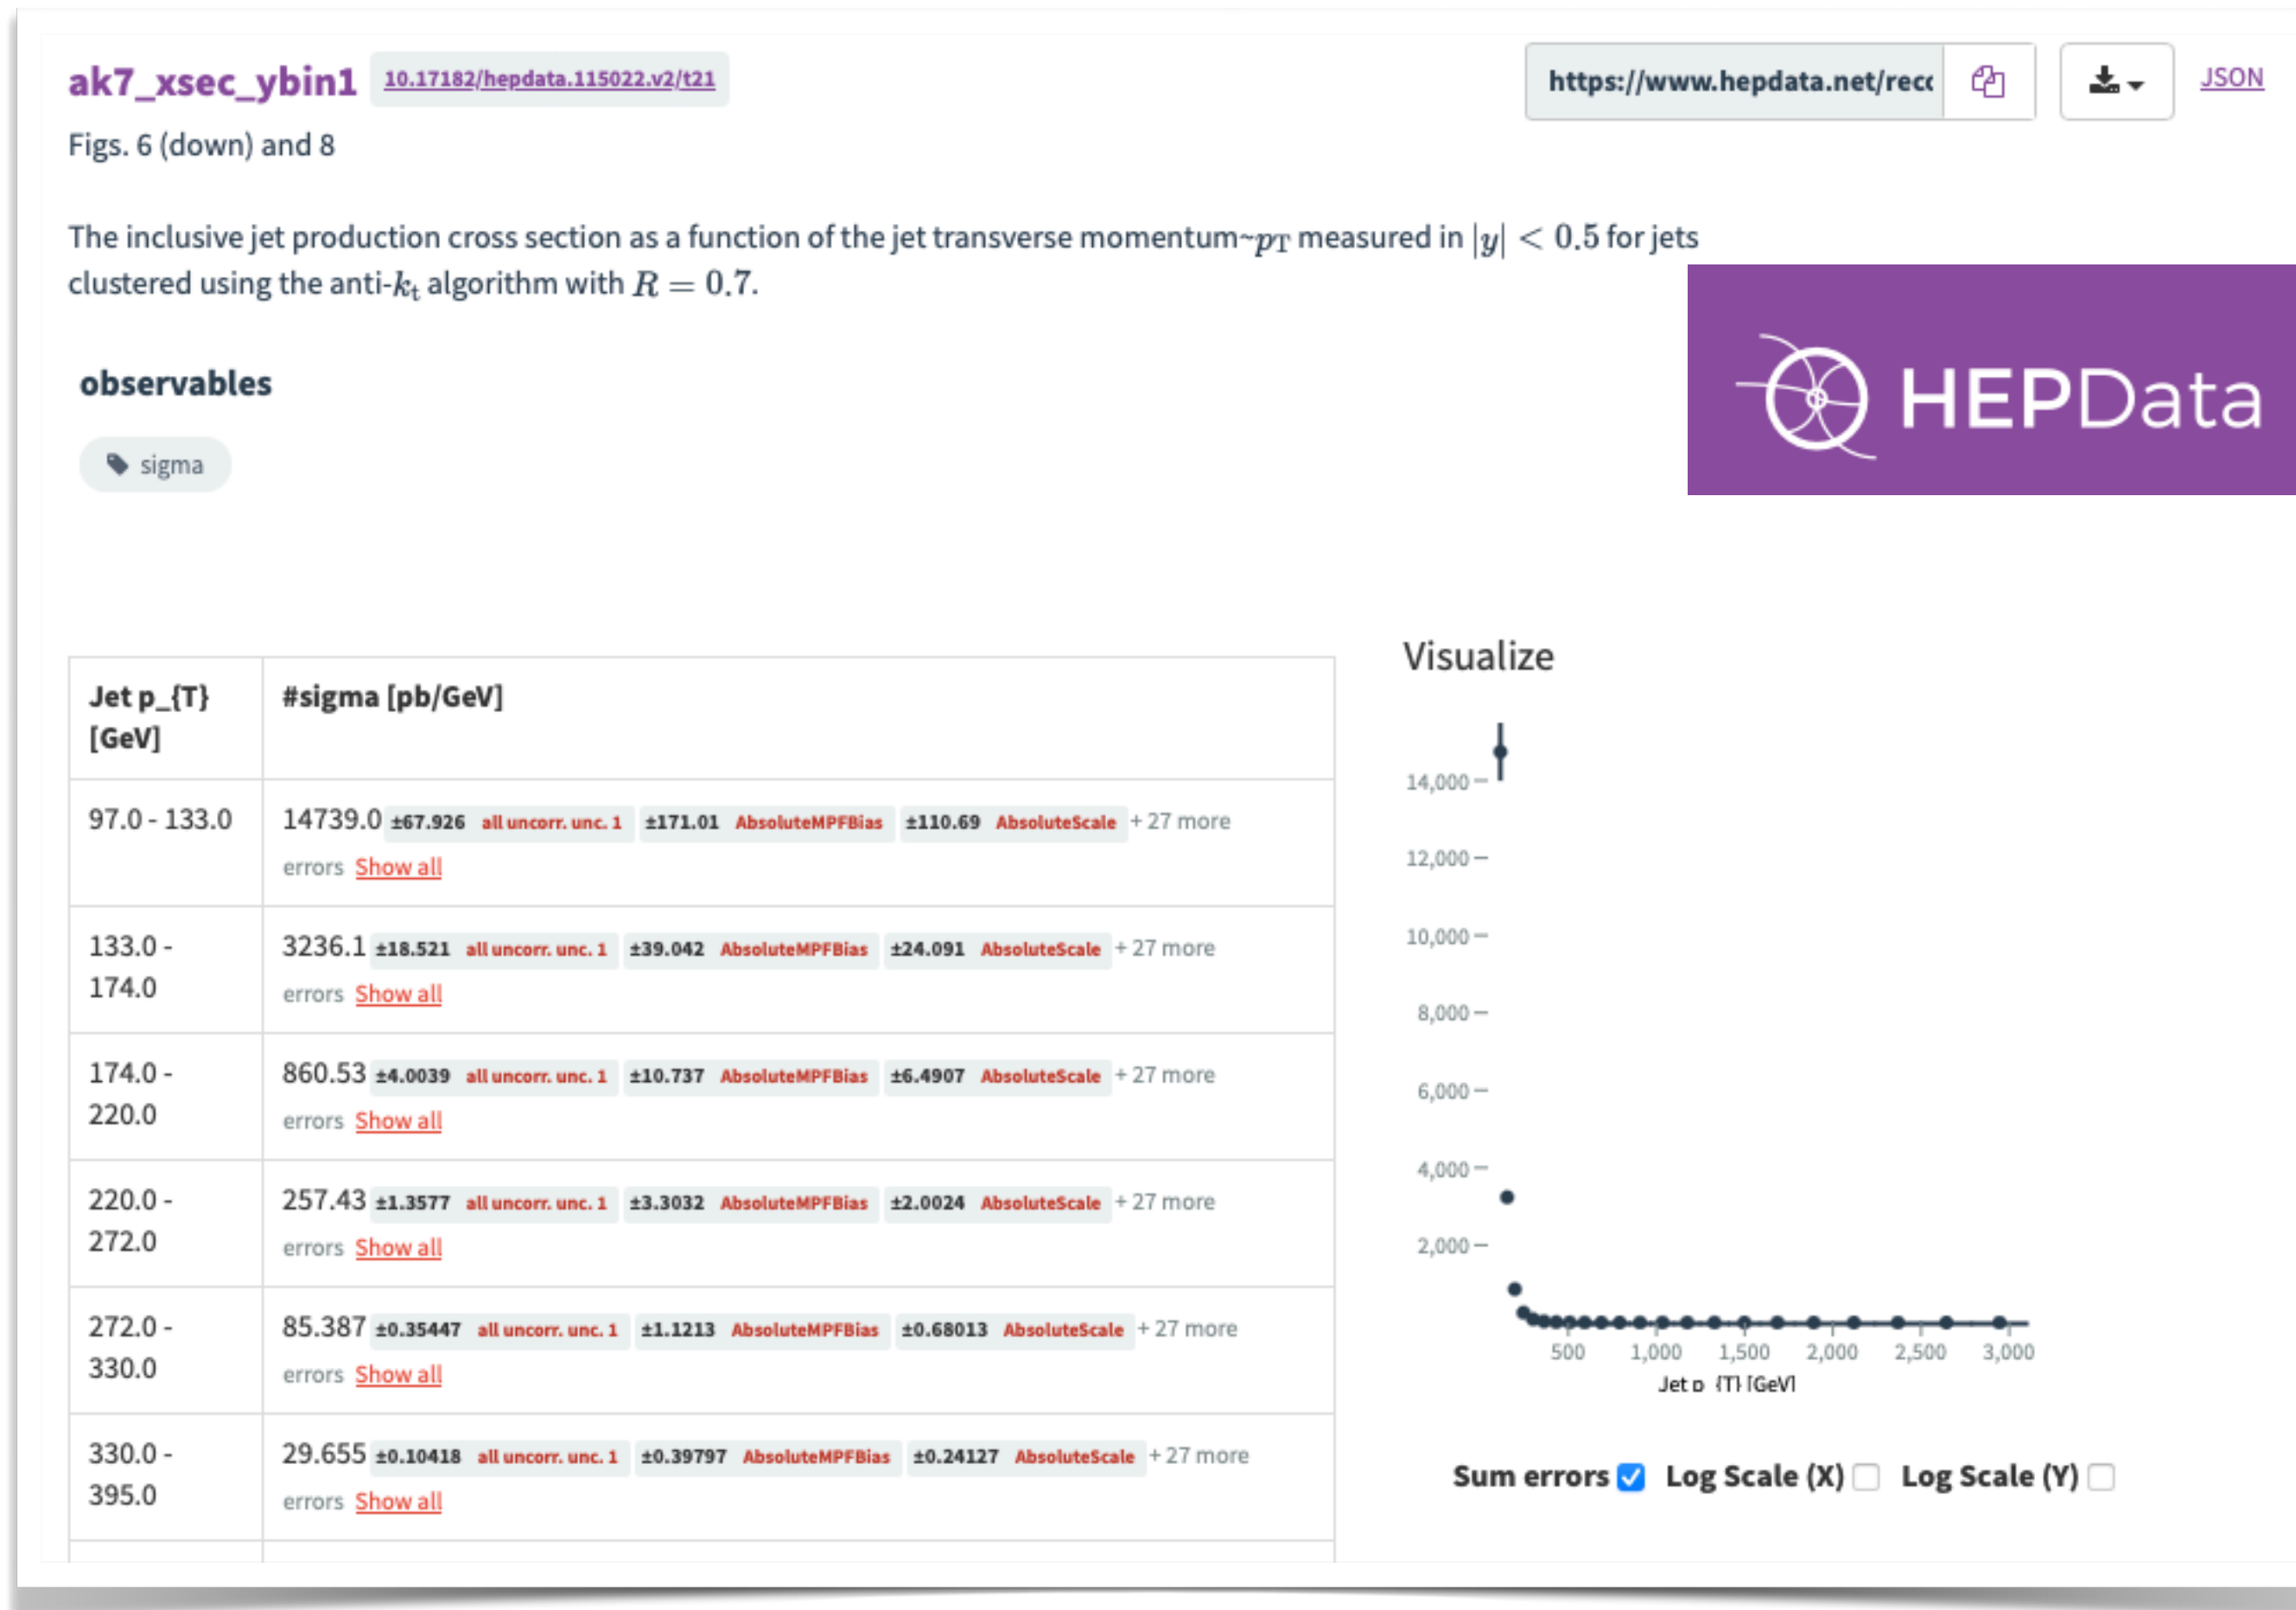 ak7_xsec_ybin1 10.17182/hepdata.115022.v2/t21 https://www.hepdata.net/recc JSON
Figs. 6 (down) and 8
The inclusive jet production cross section as a function of the jet transverse momentum~pT measured in |y| < 0.5 for jets
clustered using the anti-kt algorithm with R = 0.7.
HEPData
observables
sigma
Jet p_{T}
[GeV]
#sigma [pb/GeV]
97.0 - 133.0
14739.0 ±67.926 all uncorr. unc. 1 ±171.01 AbsoluteMPFBias ±110.69 AbsoluteScale + 27 more
errors Show all
133.0 -
174.0
3236.1 ±18.521 all uncorr. unc. 1 ±39.042 AbsoluteMPFBias ±24.091 AbsoluteScale + 27 more
errors Show all
174.0 -
220.0
860.53 ±4.0039 all uncorr. unc. 1 ±10.737 AbsoluteMPFBias ±6.4907 AbsoluteScale + 27 more
errors Show all
220.0 -
272.0
257.43 ±1.3577 all uncorr. unc. 1 ±3.3032 AbsoluteMPFBias ±2.0024 AbsoluteScale + 27 more
errors Show all
272.0 -
330.0
85.387 ±0.35447 all uncorr. unc. 1 ±1.1213 AbsoluteMPFBias ±0.68013 AbsoluteScale + 27 more
errors Show all
330.0 -
395.0
29.655 ±0.10418 all uncorr. unc. 1 ±0.39797 AbsoluteMPFBias ±0.24127 AbsoluteScale + 27 more
errors Show all
Visualize
14,000
12,000
10,000
8,000
6,000
4,000
2,000
500 1,000 1,500 2,000 2,500 3,000
Jet p_{T} [GeV]
Sum errors Log Scale (X) Log Scale (Y)